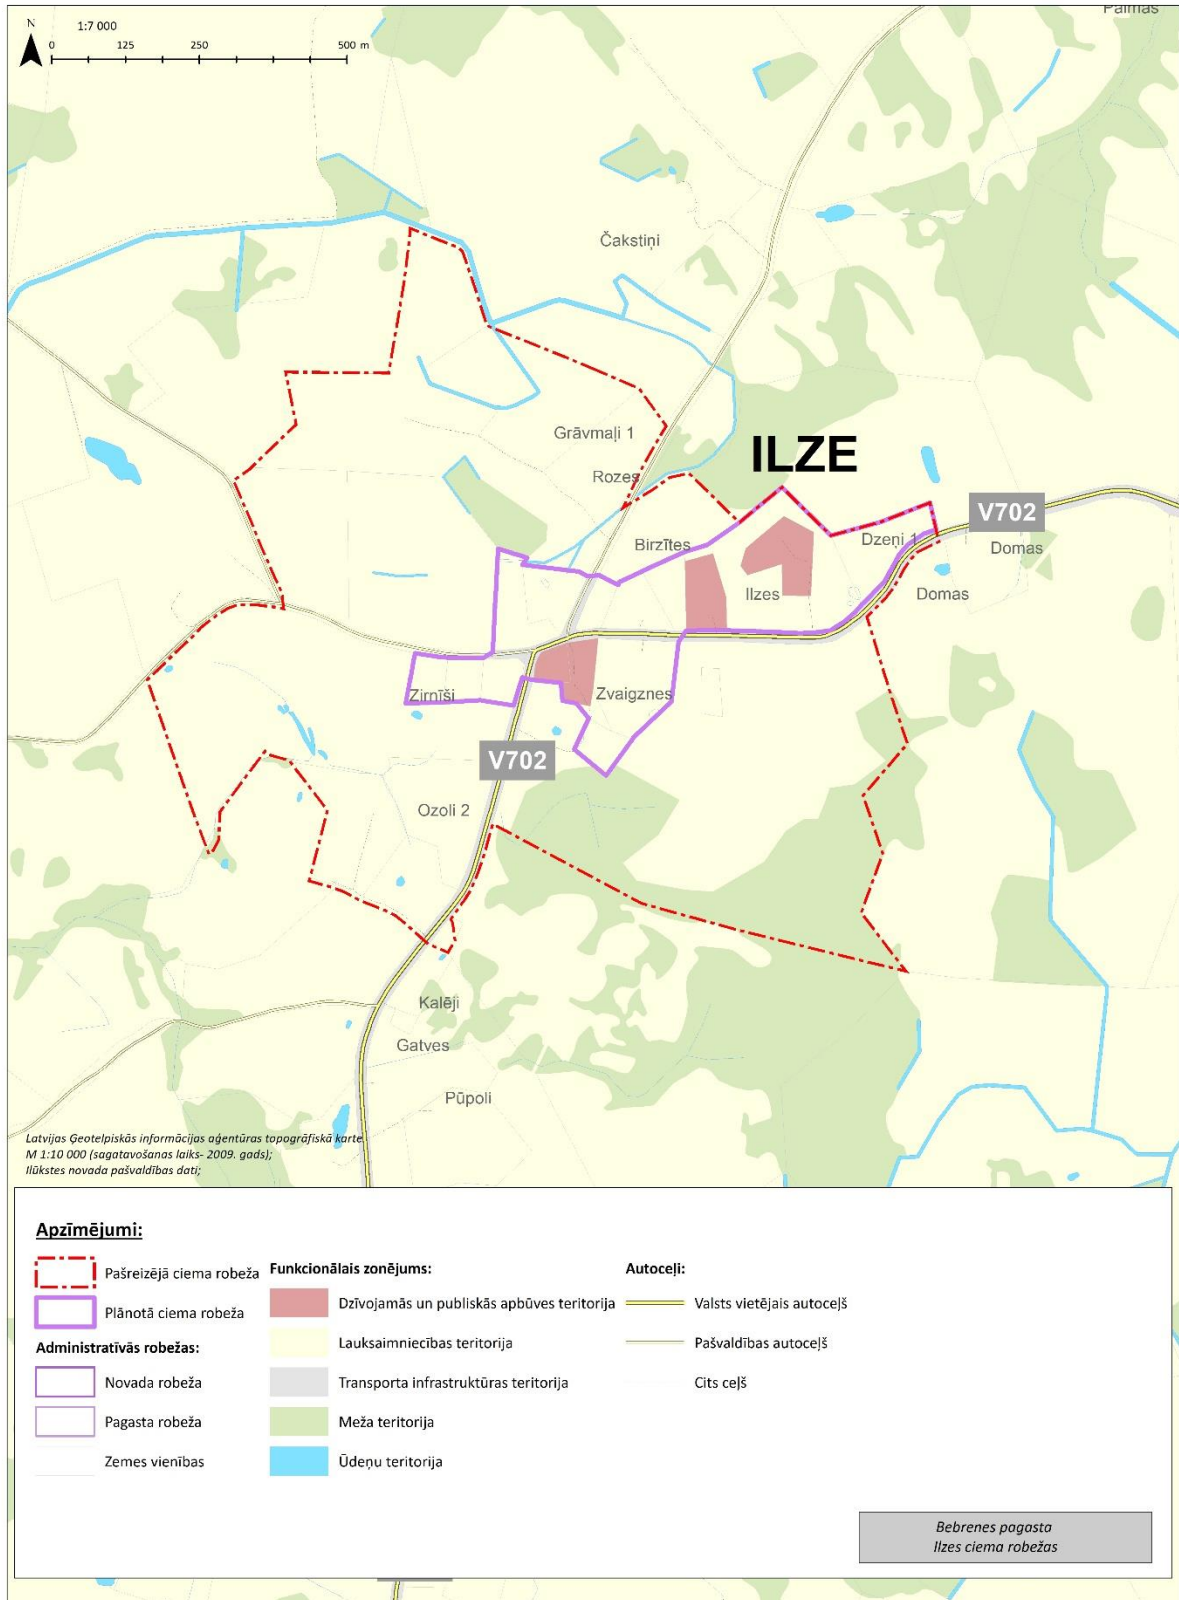 Palmas
N
1:7 000
0 125 250 500 m
Čakstiņi
Grāvmaļi 1
ILZE
Rozes
V702
Birzītes
Dzeņi 1
Domas
Ilzes
Domas
Zirnīši
Zvaigznes
V702
Ozoli 2
Kalēji
Gatves
Pūpoli
Latvijas Ģeotelpiskās informācijas aģentūras topogrāfiskā karte
M 1:10 000 (sagatavošanas laiks- 2009. gads);
Ilūkstes novada pašvaldības dati;
Apzīmējumi:
Pašreizējā ciema robeža
Plānotā ciema robeža
Administratīvās robežas:
Novada robeža
Pagasta robeža
Zemes vienības
Funkcionālais zonējums:
Dzīvojamās un publiskās apbūves teritorija
Lauksaimniecības teritorija
Transporta infrastruktūras teritorija
Meža teritorija
Ūdeņu teritorija
Autoceļi:
Valsts vietējais autoceļš
Pašvaldības autoceļš
Cits ceļš
Bebrenes pagasta
Ilzes ciema robežas